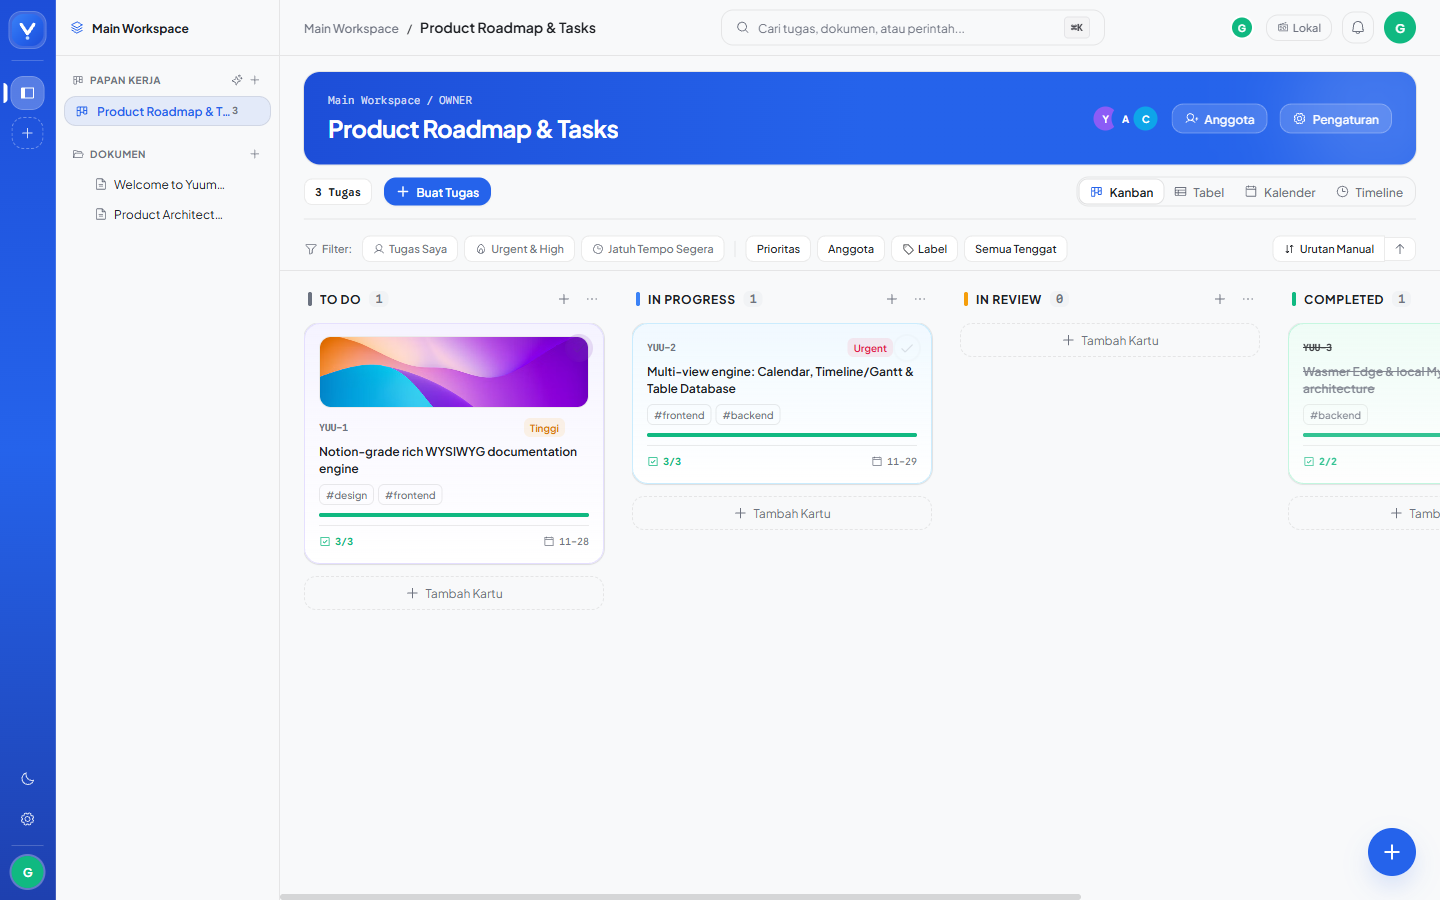 Main Workspace
Main Workspace / Product Roadmap & Tasks
Cari tugas, dokumen, atau perintah...
⌘K
G
Lokal
G
PAPAN KERJA
Product Roadmap & T... 3
DOKUMEN
Welcome to Yuum...
Product Architect...
Main Workspace / OWNER
Product Roadmap & Tasks
Y A C
Anggota
Pengaturan
3 Tugas
Buat Tugas
Kanban
Tabel
Kalender
Timeline
Filter:
Tugas Saya
Urgent & High
Jatuh Tempo Segera
Prioritas
Anggota
Label
Semua Tenggat
Urutan Manual
TO DO 1
YUU-1
Tinggi
Notion-grade rich WYSIWYG documentation
engine
#design #frontend
3/3
11-28
Tambah Kartu
IN PROGRESS 1
YUU-2
Urgent
Multi-view engine: Calendar, Timeline/Gantt &
Table Database
#frontend #backend
3/3
11-29
Tambah Kartu
IN REVIEW 0
Tambah Kartu
COMPLETED 1
YUU-3
Wasmer Edge & local My
architecture
#backend
2/2
Tamb
G